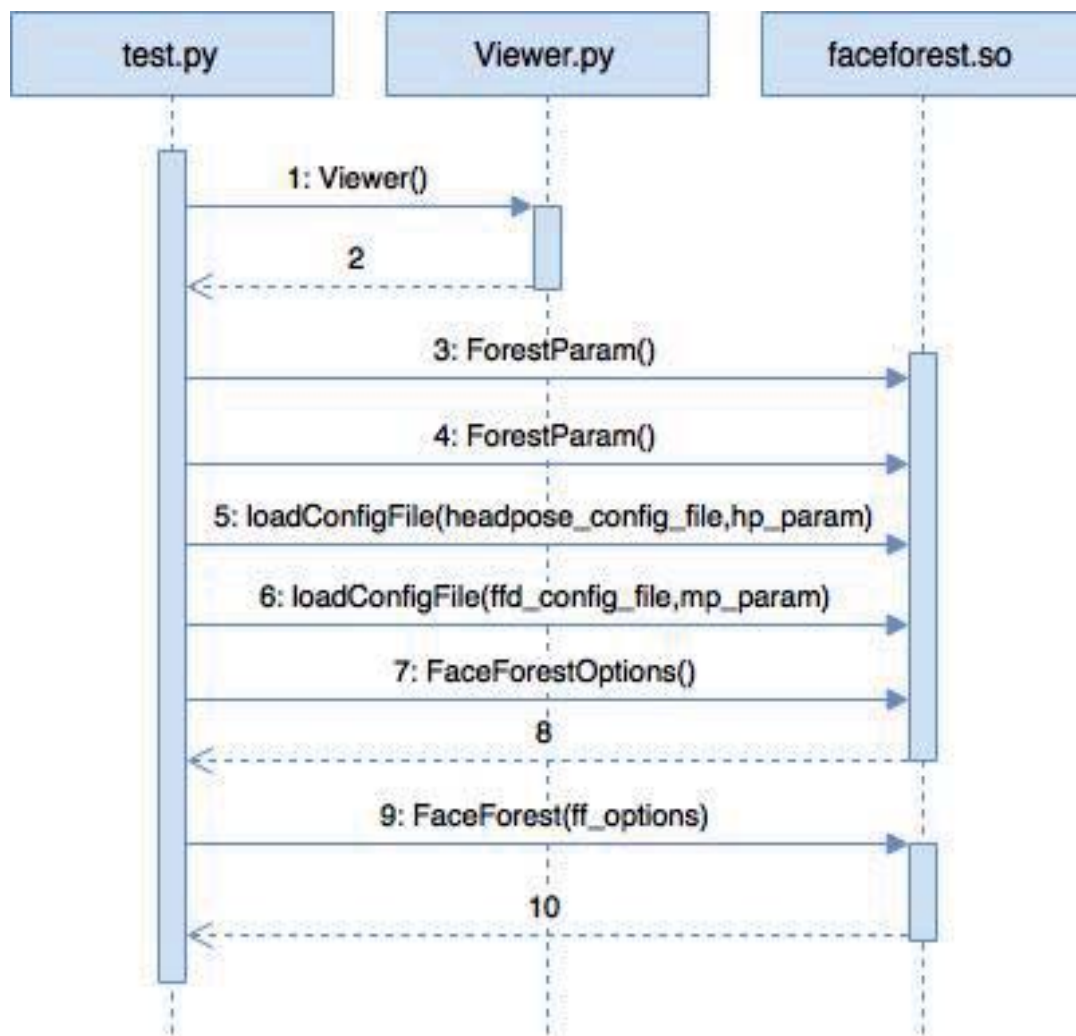 test.py
Viewer.py
faceforest.so
1: Viewer()
2
3: ForestParam()
4: ForestParam()
5: loadConfigFile(headpose_config_file,hp_param)
6: loadConfigFile(ffd_config_file,mp_param)
7: FaceForestOptions()
8
9: FaceForest(ff_options)
10